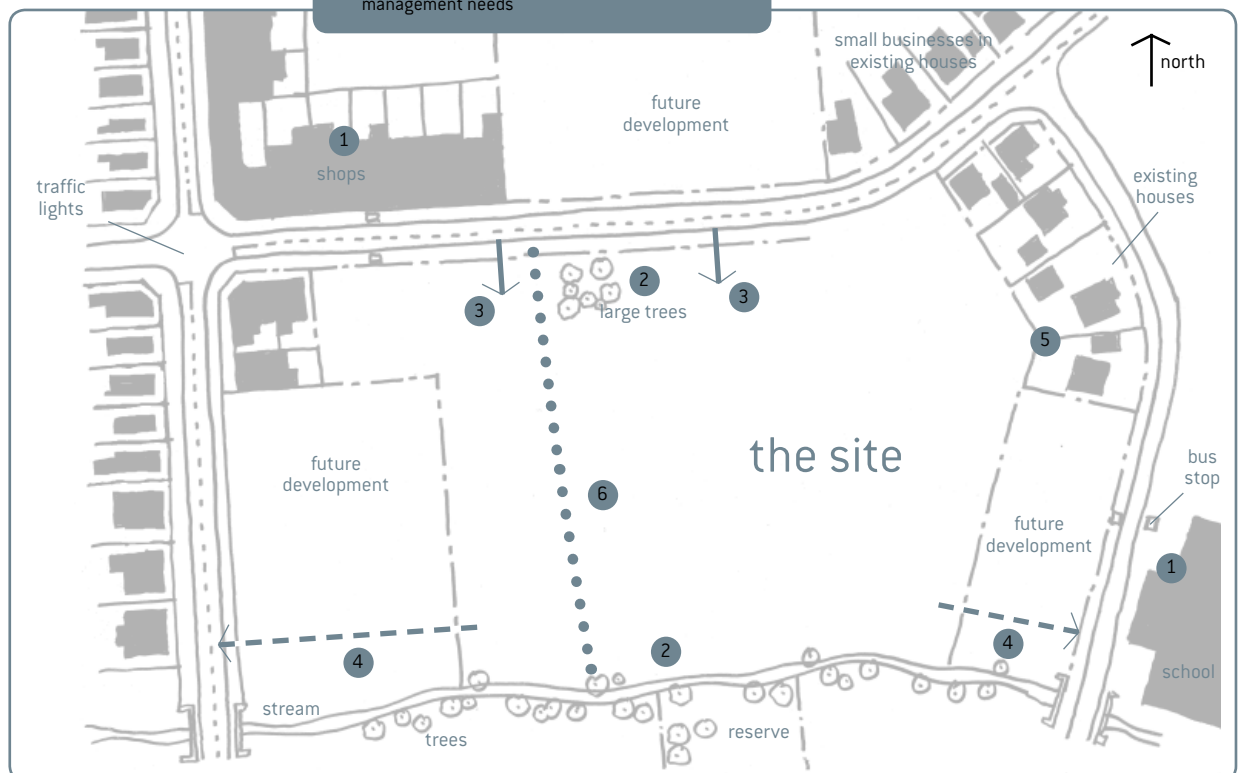 management needs
small businesses in
existing houses
north
future
development
1
shops
traffic
lights
existing
houses
2
3
large trees
3
5
the site
future
development
bus
stop
6
future
development
1
4
2
4
school
stream
trees
reserve